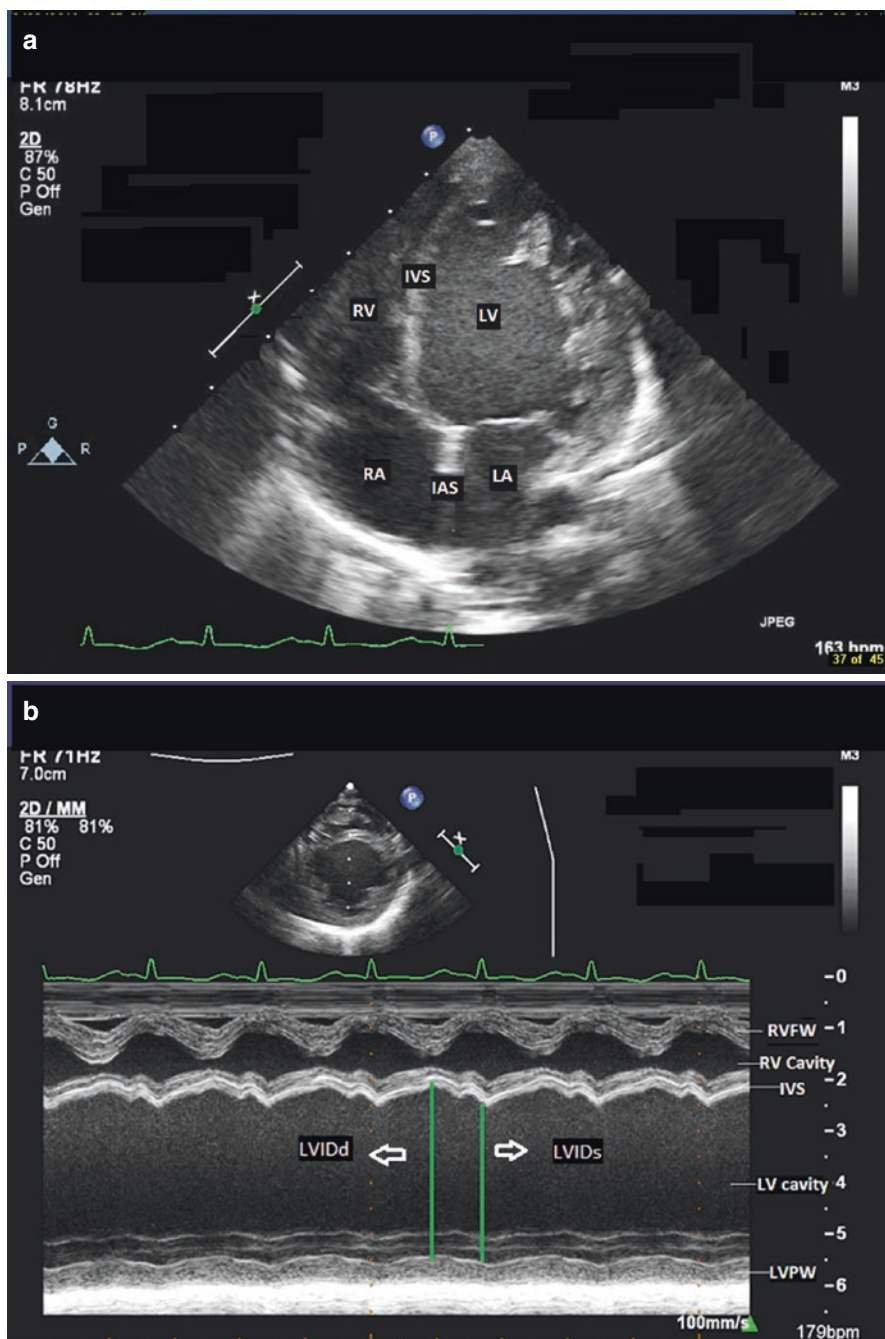 a
FR 78Hz
8.1cm
M3
2D
87%
C 50
P Off
Gen
P
IVS
RV
LV
G
P R
RA
IAS
LA
JPEG
163 bpm
37 of 45
b
FR 71Hz
7.0cm
M3
2D / MM
81% 81%
C 50
P Off
Gen
P
0
RVFW
1
RV Cavity
2
IVS
3
LVIDd
LVIDs
LV cavity
4
5
LVPW
6
100mm/s
179bpm